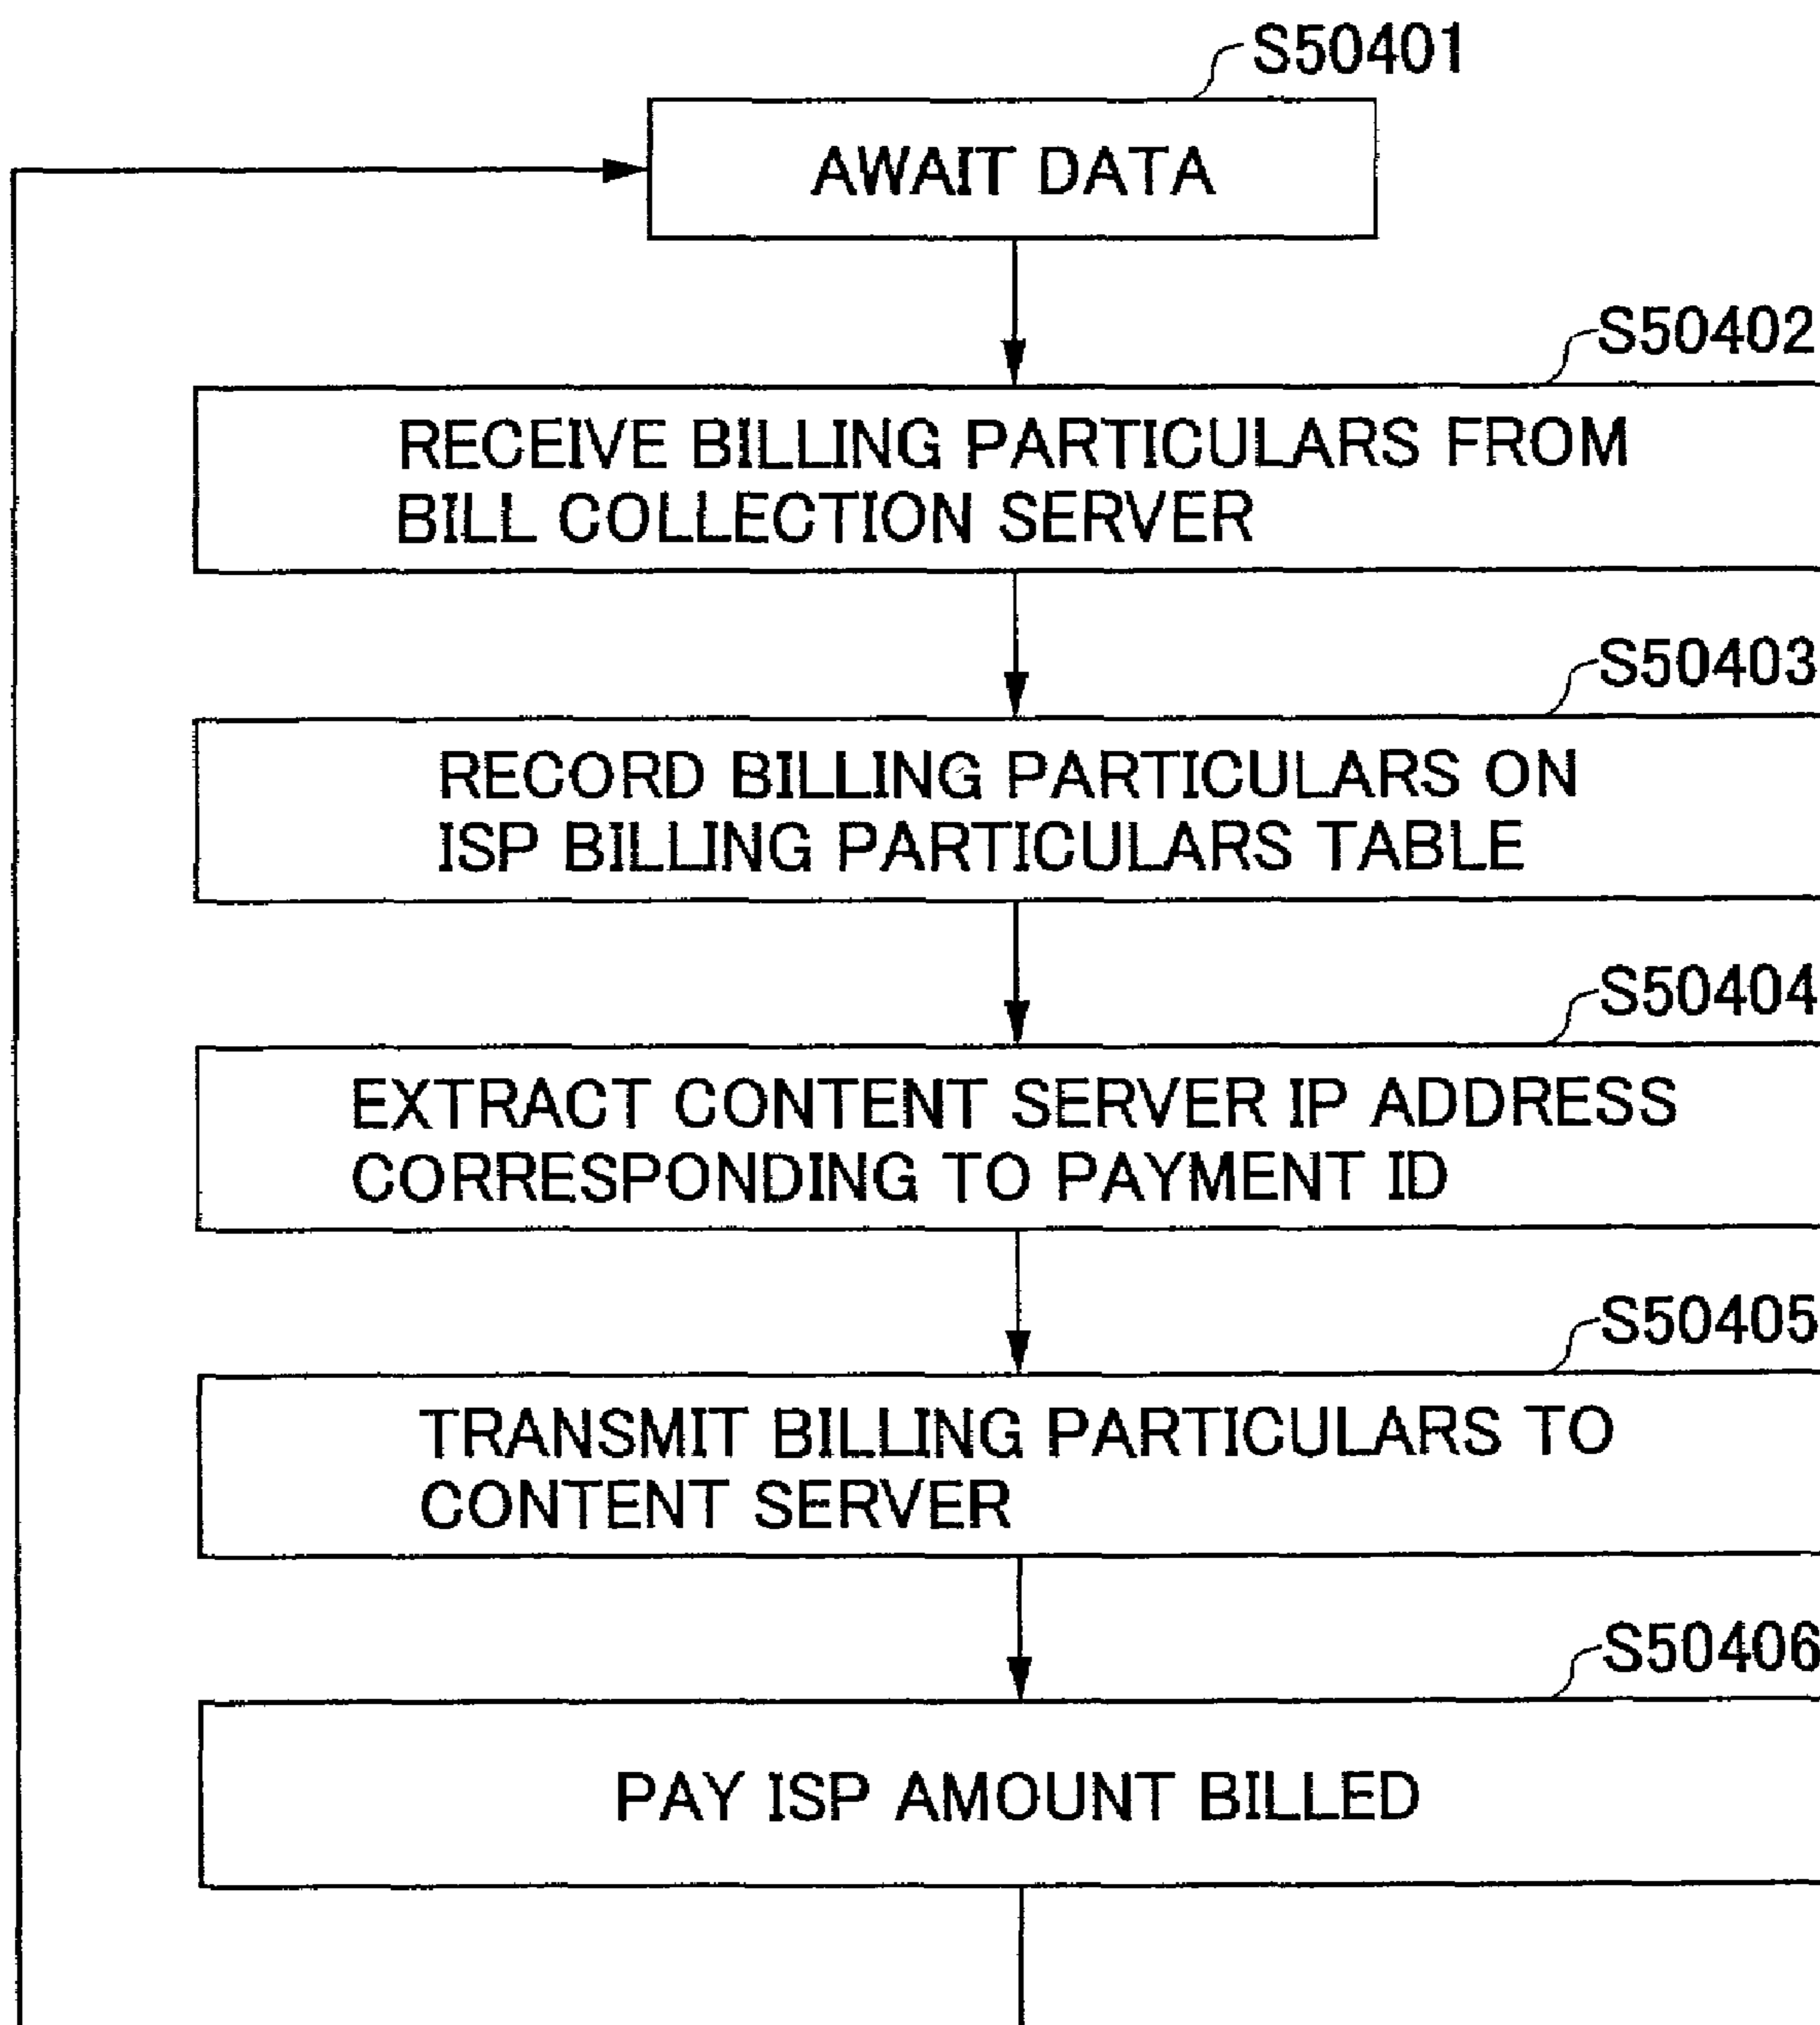 S50401
AWAIT DATA
S50402
RECEIVE BILLING PARTICULARS FROM
BILL COLLECTION SERVER
S50403
RECORD BILLING PARTICULARS ON
ISP BILLING PARTICULARS TABLE
S50404
EXTRACT CONTENT SERVER IP ADDRESS
CORRESPONDING TO PAYMENT ID
S50405
TRANSMIT BILLING PARTICULARS TO
CONTENT SERVER
S50406
PAY ISP AMOUNT BILLED